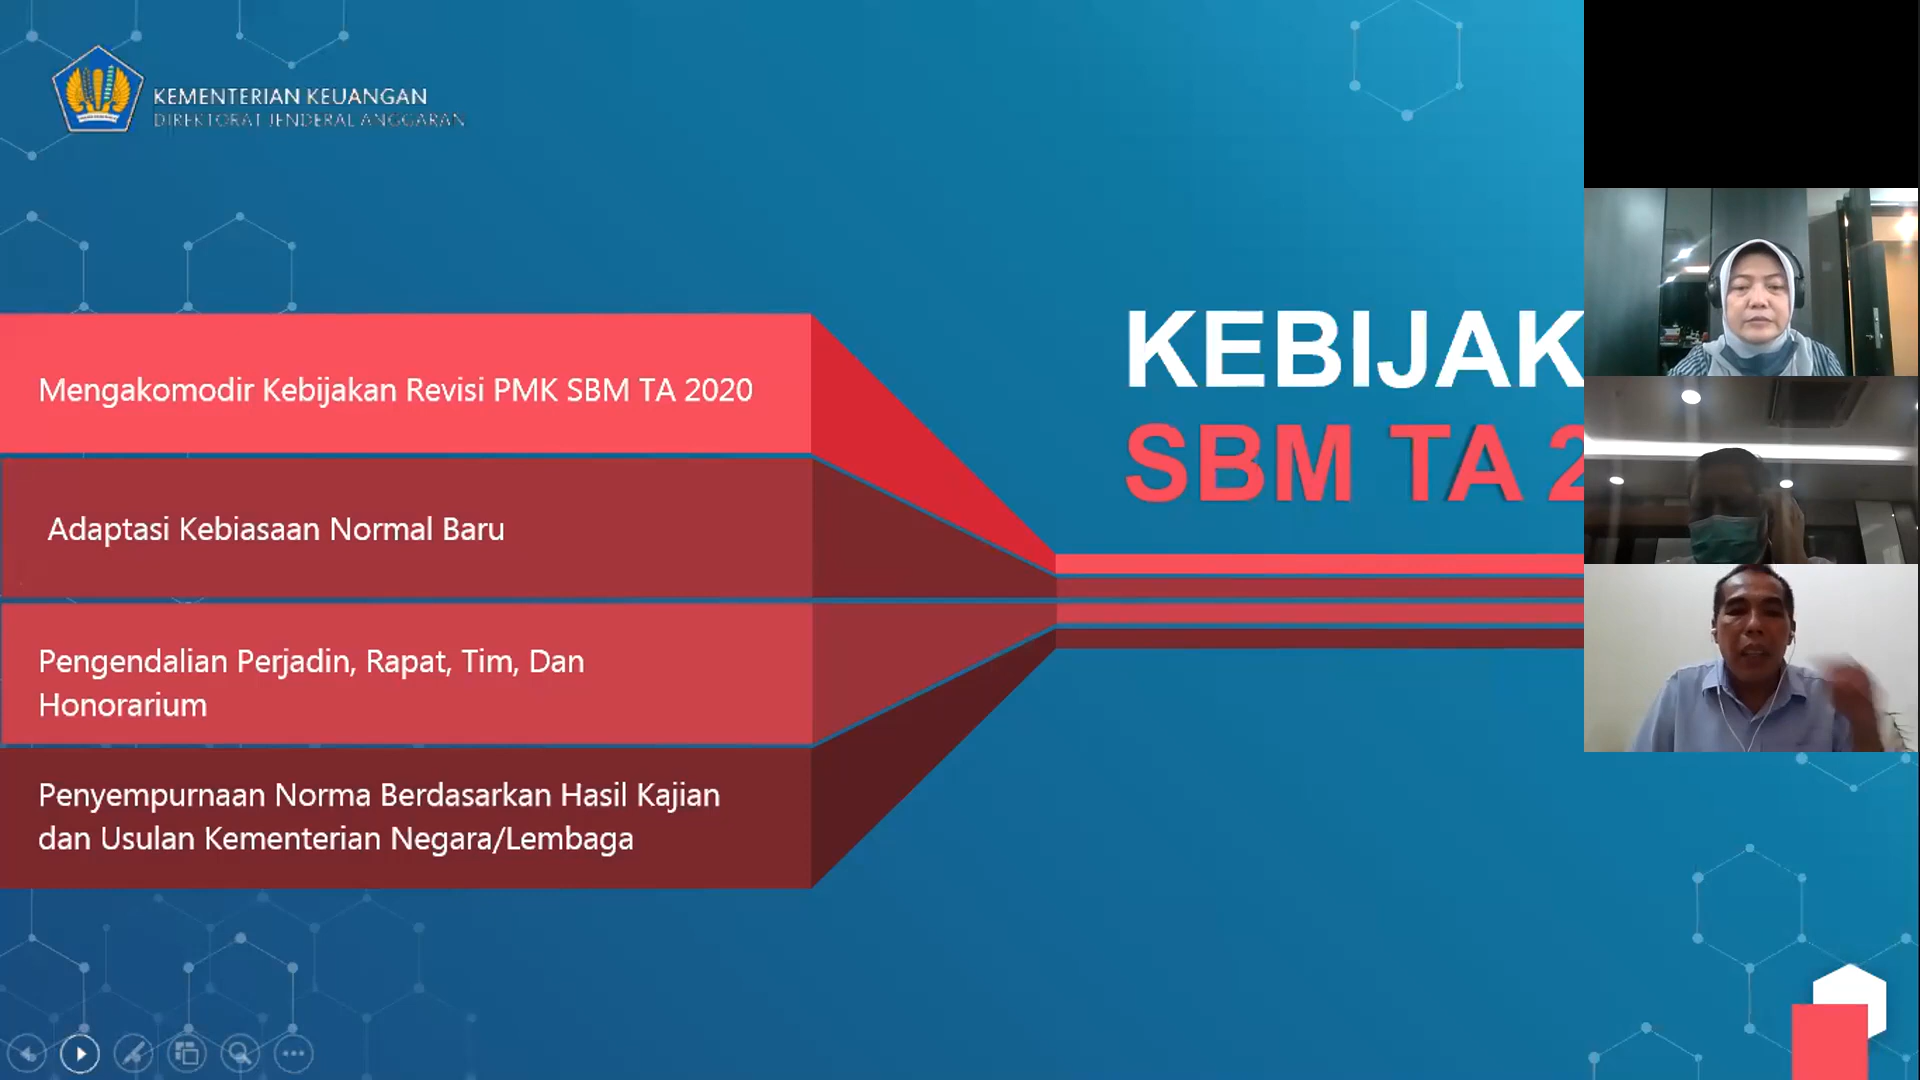 KEMENTERIAN KEUANGAN
DIREKTORAT JENDERAL ANGGARAN
KEBIJAK
SBM TA 2
Mengakomodir Kebijakan Revisi PMK SBM TA 2020
Adaptasi Kebiasaan Normal Baru
Pengendalian Perjadin, Rapat, Tim, Dan
Honorarium
Penyempurnaan Norma Berdasarkan Hasil Kajian
dan Usulan Kementerian Negara/Lembaga